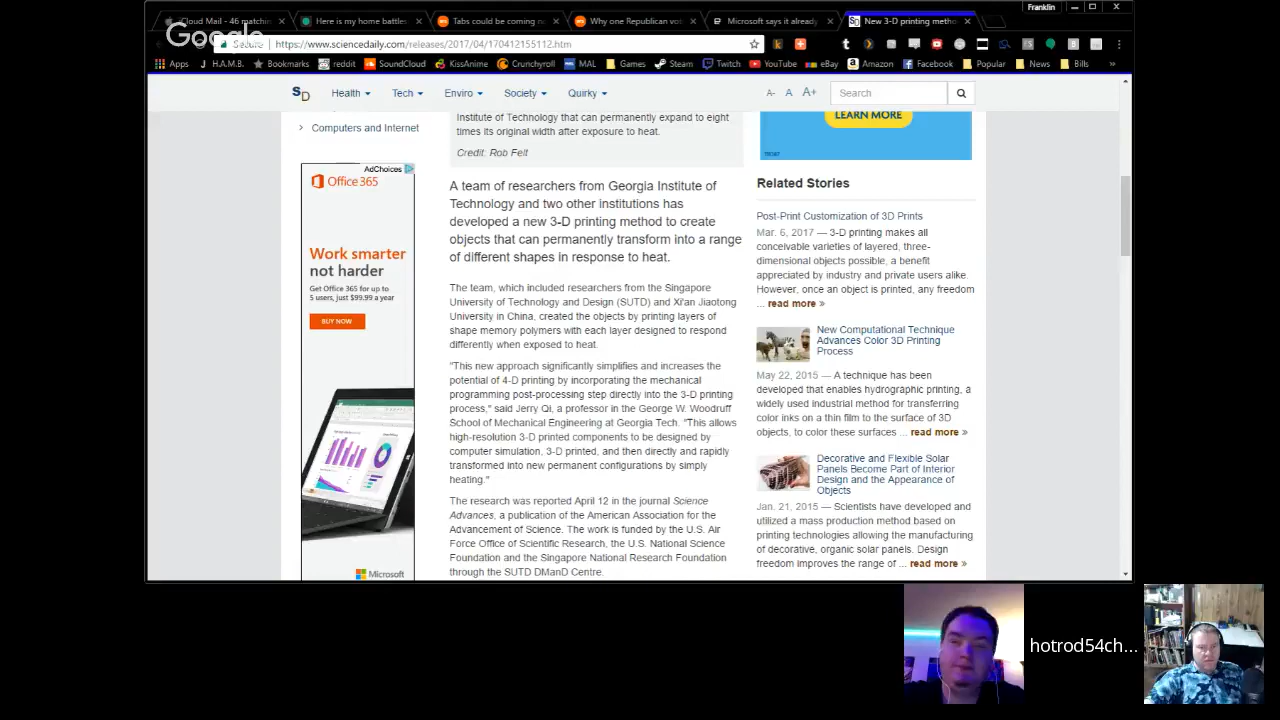 Franklin
iCloud Mail - 46 matchin
Here is my home battles
Tabs could be coming no
Why one Republican vot
Microsoft says it already
New 3-D printing metho
Google
Secure
https://www.sciencedaily.com/releases/2017/04/170412155112.htm
Apps
H.A.M.B.
Bookmarks
reddit
SoundCloud
KissAnime
Crunchyroll
MAL
Games
Steam
Twitch
YouTube
eBay
Amazon
Facebook
Popular
News
Bills
SD
Health
Tech
Enviro
Society
Quirky
A-
A
A+
Search
Computers and Internet
Institute of Technology that can permanently expand to eight
times its original width after exposure to heat.
Credit: Rob Felt
LEARN MORE
AdChoices
Office 365
Work smarter
not harder
Get Office 365 for up to
5 users, just $99.99 a year
BUY NOW
Microsoft
A team of researchers from Georgia Institute of
Technology and two other institutions has
developed a new 3-D printing method to create
objects that can permanently transform into a range
of different shapes in response to heat.
The team, which included researchers from the Singapore
University of Technology and Design (SUTD) and Xi'an Jiaotong
University in China, created the objects by printing layers of
shape memory polymers with each layer designed to respond
differently when exposed to heat.
"This new approach significantly simplifies and increases the
potential of 4-D printing by incorporating the mechanical
programming post-processing step directly into the 3-D printing
process," said Jerry Qi, a professor in the George W. Woodruff
School of Mechanical Engineering at Georgia Tech. "This allows
high-resolution 3-D printed components to be designed by
computer simulation, 3-D printed, and then directly and rapidly
transformed into new permanent configurations by simply
heating."
The research was reported April 12 in the journal Science
Advances, a publication of the American Association for the
Advancement of Science. The work is funded by the U.S. Air
Force Office of Scientific Research, the U.S. National Science
Foundation and the Singapore National Research Foundation
through the SUTD DManD Centre.
Related Stories
Post-Print Customization of 3D Prints
Mar. 6, 2017 — 3-D printing makes all
conceivable varieties of layered, three-
dimensional objects possible, a benefit
appreciated by industry and private users alike.
However, once an object is printed, any freedom
... read more »
New Computational Technique
Advances Color 3D Printing
Process
May 22, 2015 — A technique has been
developed that enables hydrographic printing, a
widely used industrial method for transferring
color inks on a thin film to the surface of 3D
objects, to color these surfaces ... read more »
Decorative and Flexible Solar
Panels Become Part of Interior
Design and the Appearance of
Objects
Jan. 21, 2015 — Scientists have developed and
utilized a mass production method based on
printing technologies allowing the manufacturing
of decorative, organic solar panels. Design
freedom improves the range of ... read more »
hotrod54ch...